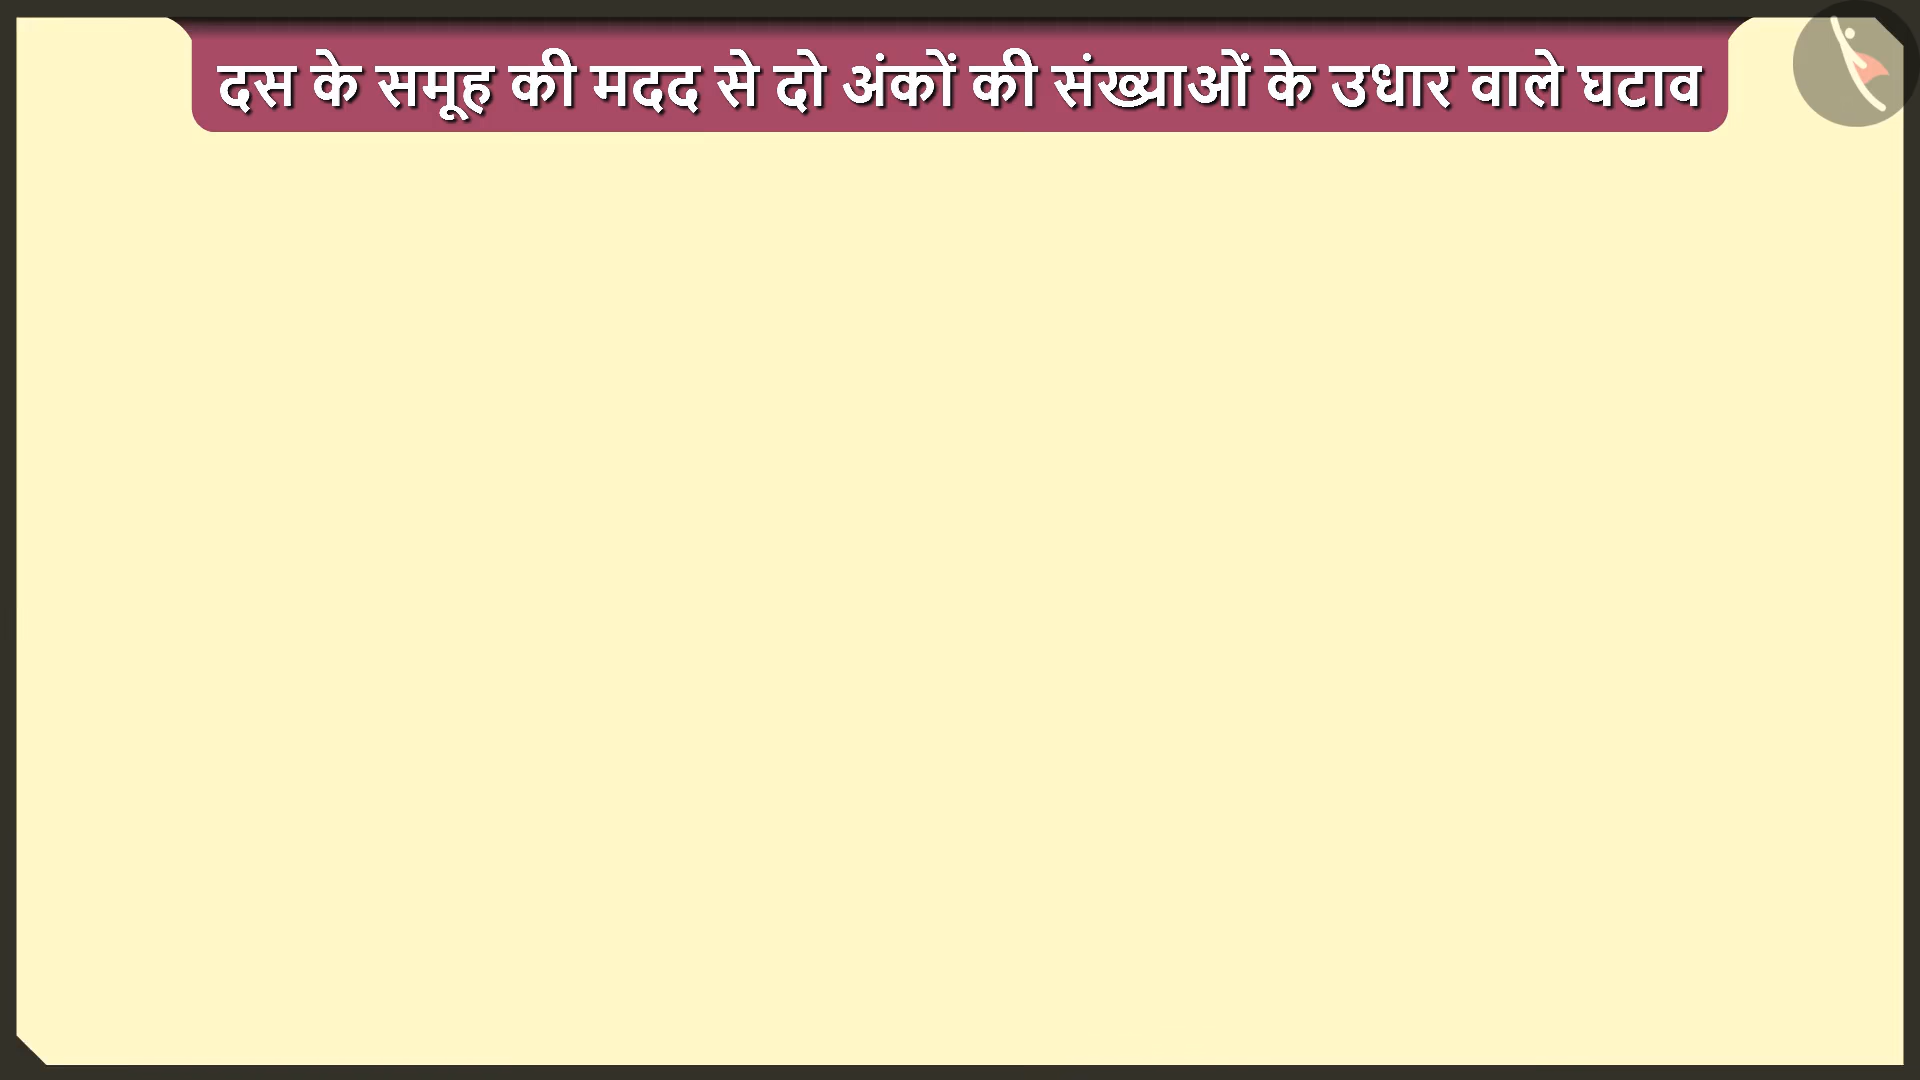 दस के समूह की मदद से दो अंकों की संख्याओं के उधार वाले घटाव